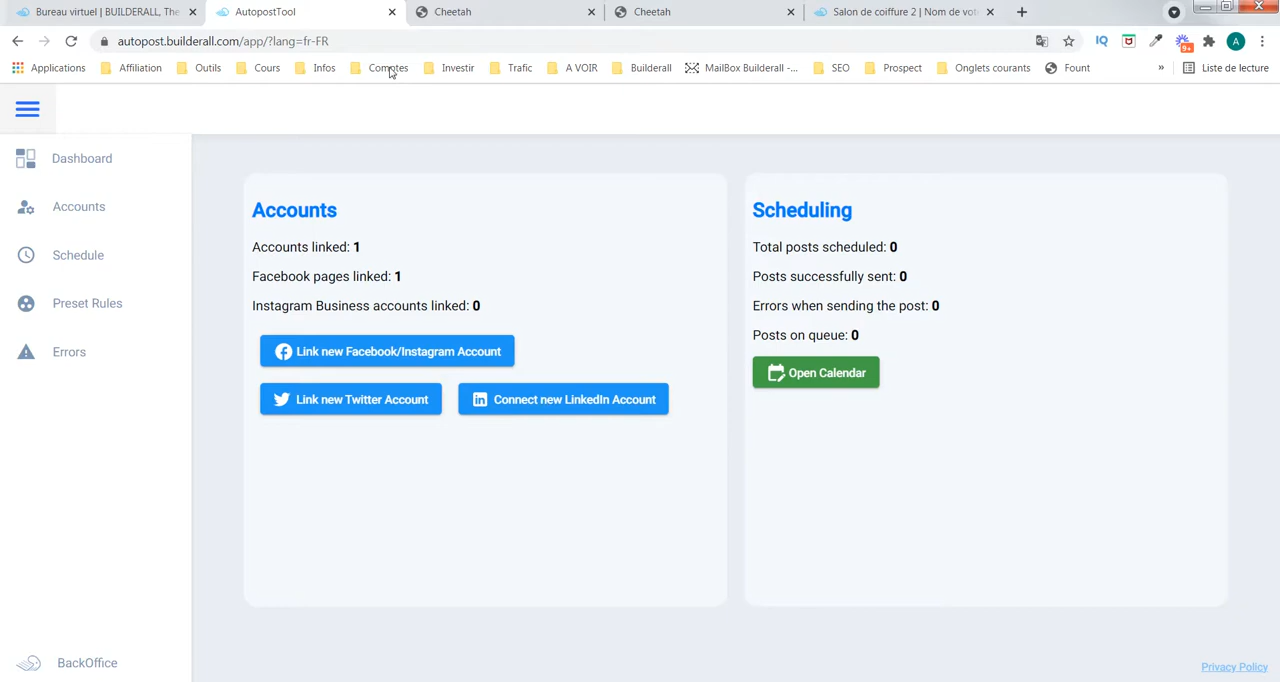 Bureau virtuel | BUILDERALL, The
AutopostTool
Cheetah
Cheetah
Salon de coiffure 2 | Nom de vot
autopost.builderall.com/app/?lang=fr-FR
IQ
9+
A
Applications
Affiliation
Outils
Cours
Infos
Comptes
Investir
Trafic
A VOIR
Builderall
MailBox Builderall -...
SEO
Prospect
Onglets courants
Fount
»
Liste de lecture
Dashboard
Accounts
Schedule
Preset Rules
Errors
BackOffice
Accounts
Accounts linked: 1
Facebook pages linked: 1
Instagram Business accounts linked: 0
Link new Facebook/Instagram Account
Link new Twitter Account
Connect new LinkedIn Account
Scheduling
Total posts scheduled: 0
Posts successfully sent: 0
Errors when sending the post: 0
Posts on queue: 0
Open Calendar
Privacy Policy